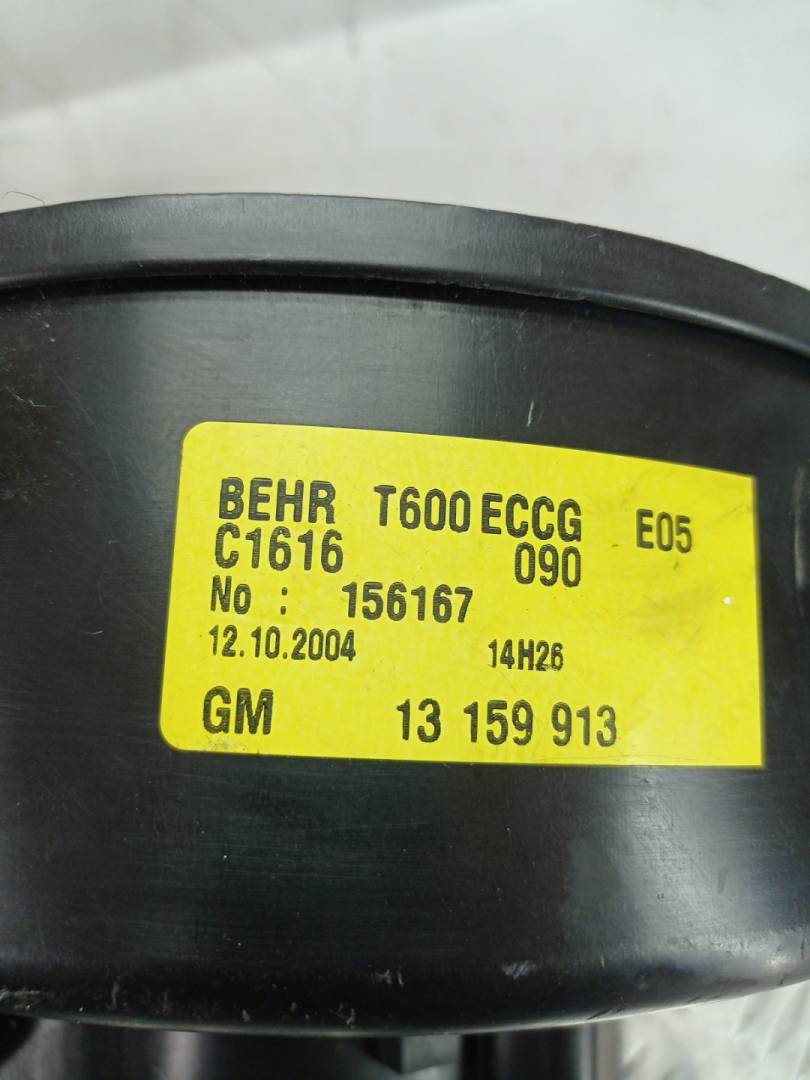 BEHR T600 ECCG E05
C1616 090
No : 156167
12.10.2004 14H26
GM 13 159 913